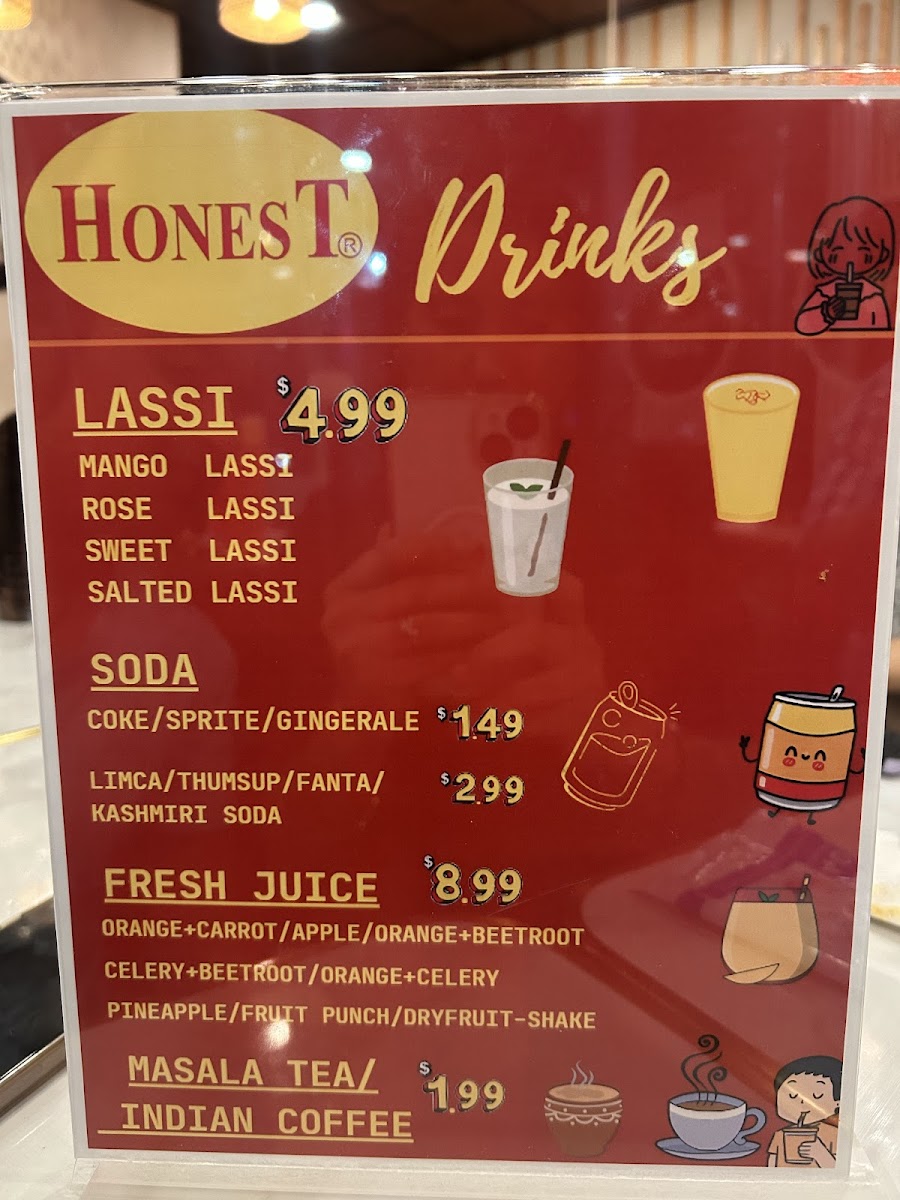 HONEST®
Drinks
LASSI $4.99
MANGO LASSI
ROSE LASSI
SWEET LASSI
SALTED LASSI
SODA
COKE/SPRITE/GINGERALE $1.49
LIMCA/THUMSUP/FANTA/ $2.99
KASHMIRI SODA
FRESH JUICE $8.99
ORANGE+CARROT/APPLE/ORANGE+BEETROOT
CELERY+BEETROOT/ORANGE+CELERY
PINEAPPLE/FRUIT PUNCH/DRYFRUIT-SHAKE
MASALA TEA/ $1.99
INDIAN COFFEE